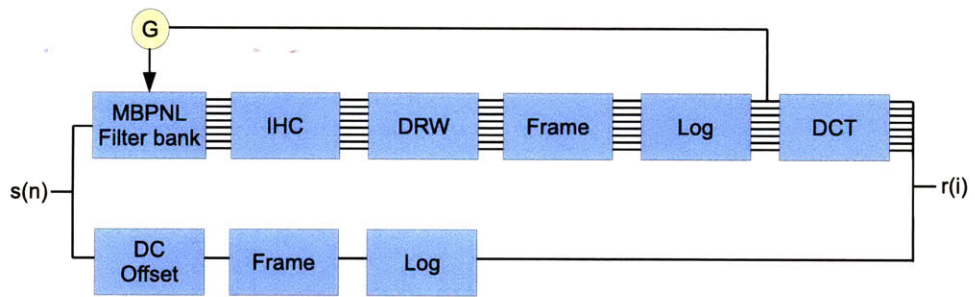 G
MBPNL
Filter bank
IHC
DRW
Frame
Log
DCT
s(n)
r(i)
DC
Offset
Frame
Log